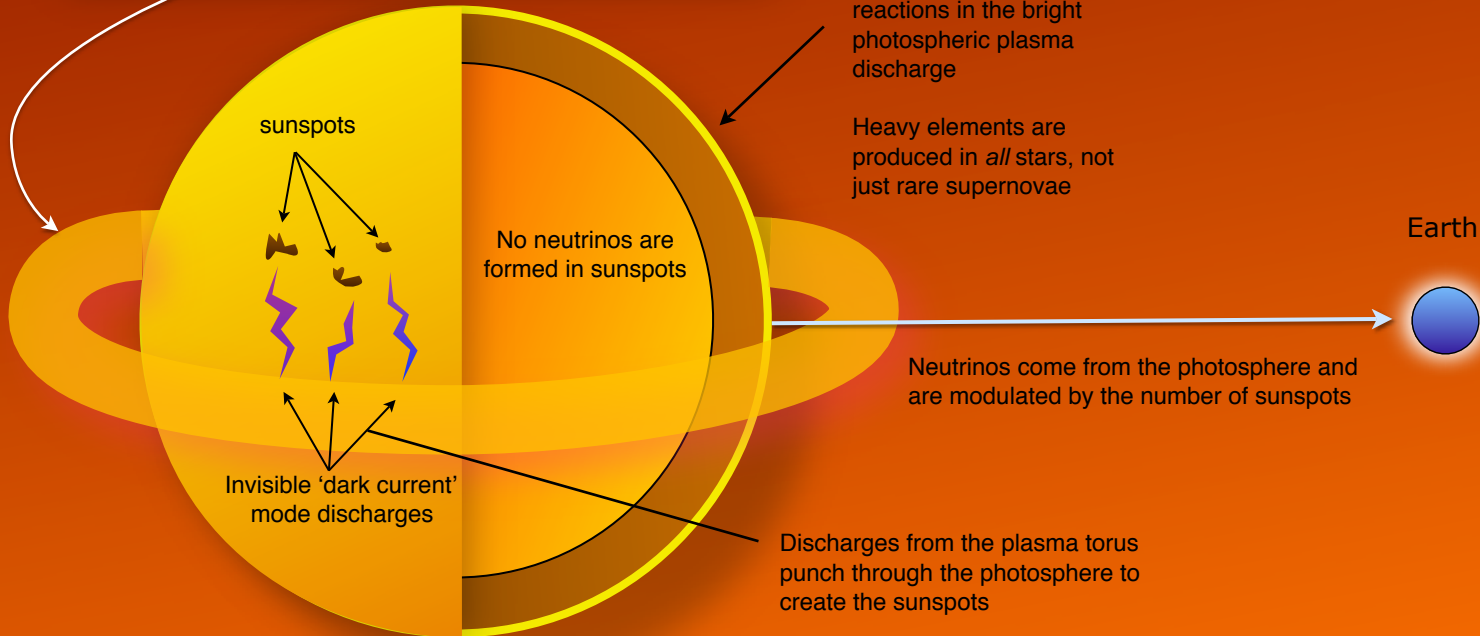 reactions in the bright
photospheric plasma
discharge
Heavy elements are
produced in all stars, not
just rare supernovae
sunspots
No neutrinos are
formed in sunspots
Earth
Neutrinos come from the photosphere and
are modulated by the number of sunspots
Invisible ‘dark current’
mode discharges
Discharges from the plasma torus
punch through the photosphere to
create the sunspots